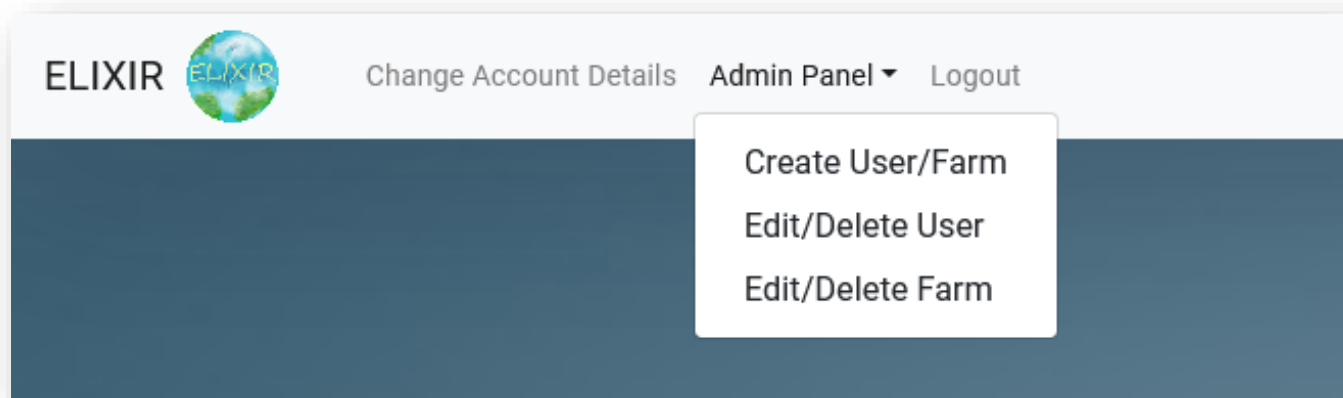 ELIXIR ELIXIR Change Account Details Admin Panel Logout
Create User/Farm
Edit/Delete User
Edit/Delete Farm